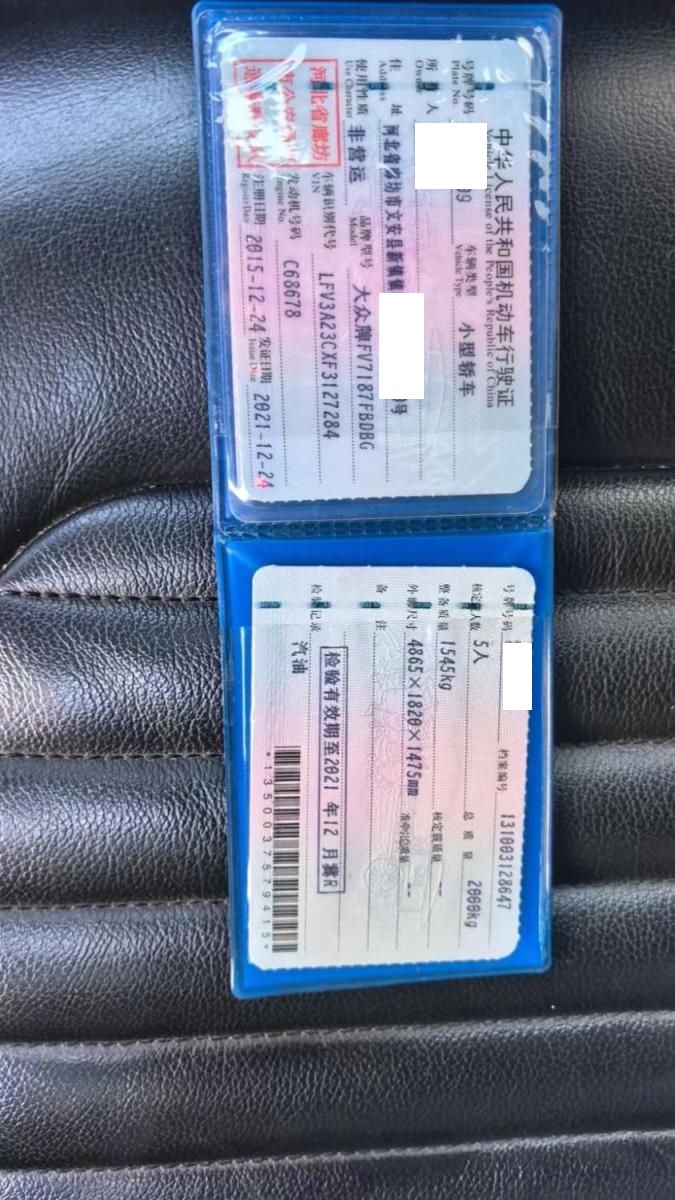 中华人民共和国机动车行驶证
Vehicle License of the People's Republic of China
号牌号码
Plate No.
99
车辆类型
Vehicle Type
小型轿车
所 人
Owner
住 址
Address
河北省廊坊市文安县新镇镇
号
使用性质
Use Character
非营运
品牌型号
Model
大众牌FV7187FBDBG
河北省廊坊
车辆识别代号
VIN
LFV3A23CXF3127284
发动机号码
Engine No.
C68678
注册日期
Register Date
2015-12-24
发证日期
Issue Date
2021-12-24
号牌号码
档案编号
131003128647
核定载人数
5人
总 质 量
2000kg
整备质量
1545kg
核定载质量
--
外廓尺寸
4865×1820×1475mm
准牵引总质量
--
备 注
检验记录
检验有效期至2021 年12 月冀R
汽油
*1350037579415*